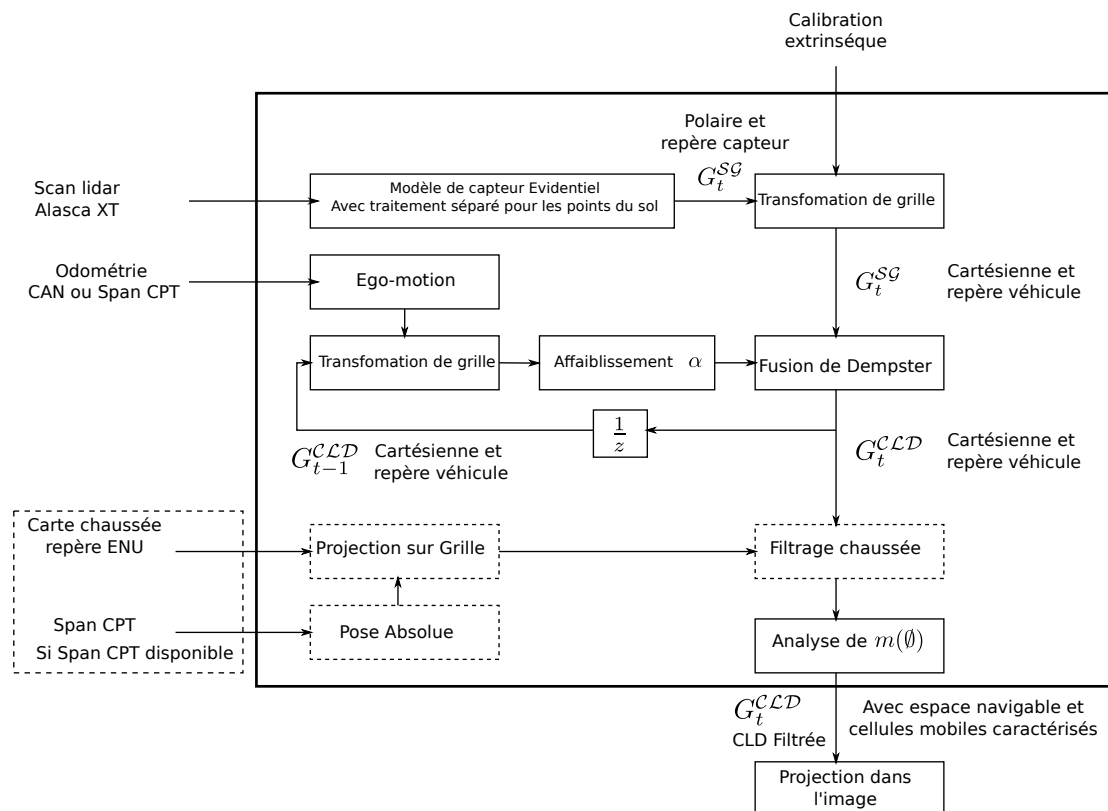 Calibration
extrinséque
Polaire et
repère capteur
G_t^{SG}
Scan lidar
Alasca XT
Modèle de capteur Evidentiel
Avec traitement séparé pour les points du sol
Transfomation de grille
Odométrie
CAN ou Span CPT
Ego-motion
G_t^{SG}
Cartésienne et
repère véhicule
Transfomation de grille
Affaiblissement α
Fusion de Dempster
1/z
G_{t-1}^{CLD}
Cartésienne et
repère véhicule
G_t^{CLD}
Cartésienne et
repère véhicule
Carte chaussée
repère ENU
Projection sur Grille
Filtrage chaussée
Span CPT
Si Span CPT disponible
Pose Absolue
Analyse de m(∅)
G_t^{CLD}
CLD Filtrée
Avec espace navigable et
cellules mobiles caractérisés
Projection dans
l'image